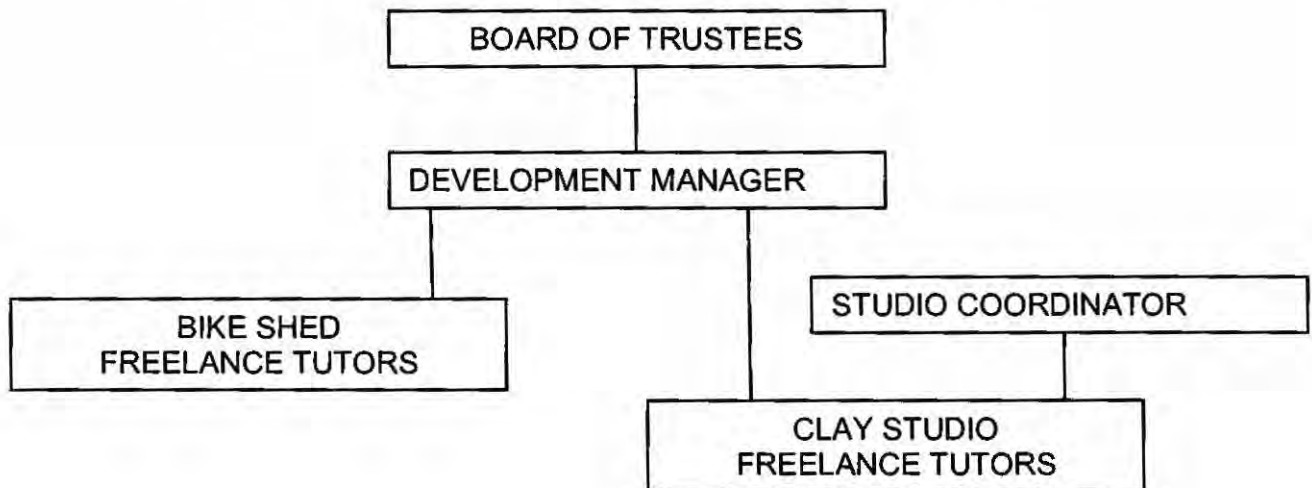 BOARD OF TRUSTEES
DEVELOPMENT MANAGER
STUDIO COORDINATOR
BIKE SHED
FREELANCE TUTORS
CLAY STUDIO
FREELANCE TUTORS